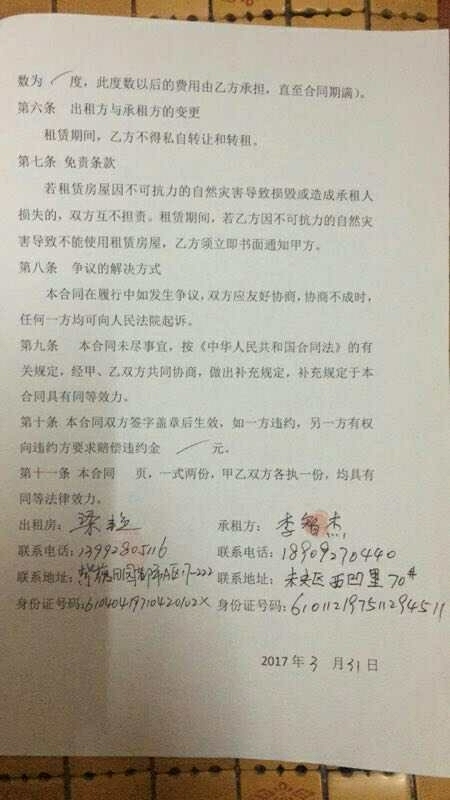 数为 / 度，此度数以后的费用由乙方承担，直至合同期满）。
第六条 出租方与承租方的变更
租赁期间，乙方不得私自转让和转租。
第七条 免责条款
若租赁房屋因不可抗力的自然灾害导致损毁或造成承租人
损失的，双方互不担责。租赁期间，若乙方因不可抗力的自然灾
害导致不能使用租赁房屋，乙方须立即书面通知甲方。
第八条 争议的解决方式
本合同在履行中如发生争议，双方应友好协商，协商不成时，
任何一方均可向人民法院起诉。
第九条 本合同未尽事宜，按《中华人民共和国合同法》的有
关规定，经甲、乙双方共同协商，做出补充规定，补充规定于本
合同具有同等效力。
第十条 本合同双方签字盖章后生效，如一方违约，另一方有权
向违约方要求赔偿违约金 / 元。
第十一条 本合同 页，一式两份，甲乙双方各执一份，均具有
同等法律效力。
出租房：梁 承租方：李智杰
联系电话：13992805116 联系电话：18909270440
联系地址：田园都市A区17-222 联系地址：未央区西凹里70#
身份证号码：61040419710420102X 身份证号码：610112197511294511
2017年3月31日